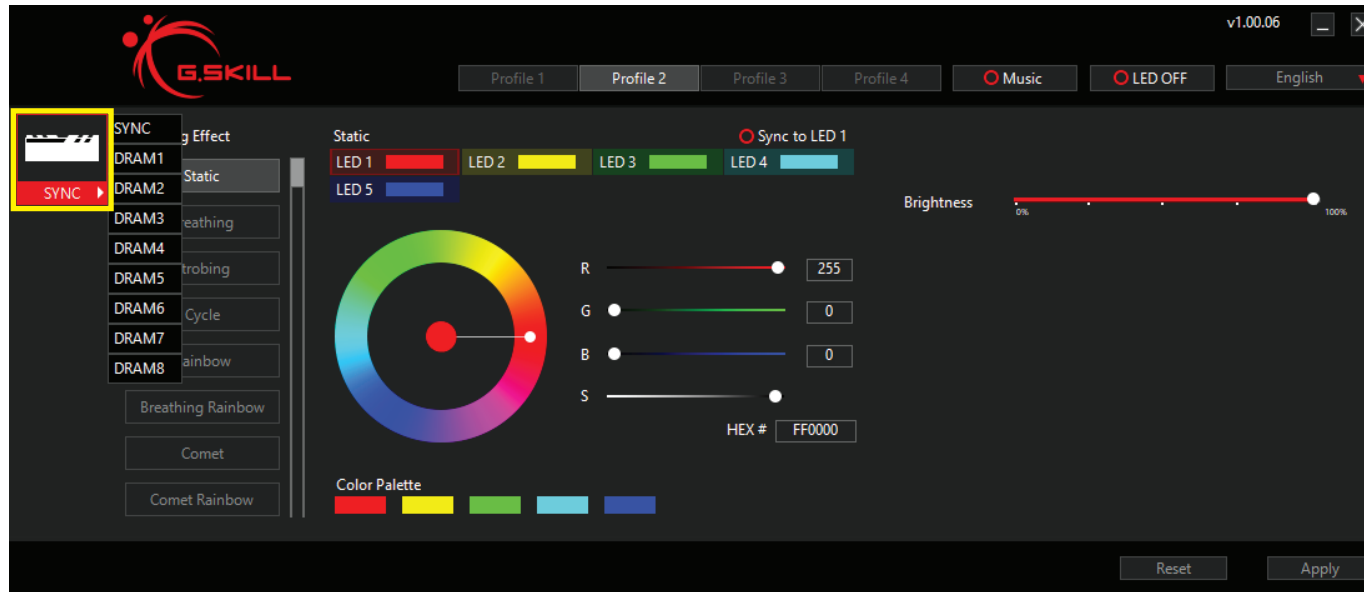 v1.00.06
G.SKILL
Profile 1 Profile 2 Profile 3 Profile 4 Music LED OFF English
SYNC
SYNC
DRAM1
DRAM2
DRAM3
DRAM4
DRAM5
DRAM6
DRAM7
DRAM8
g Effect
Static
reathing
trobing
Cycle
ainbow
Breathing Rainbow
Comet
Comet Rainbow
Static Sync to LED 1
LED 1 LED 2 LED 3 LED 4
LED 5
Brightness 0% 100%
R 255
G 0
B 0
S
HEX # FF0000
Color Palette
Reset Apply